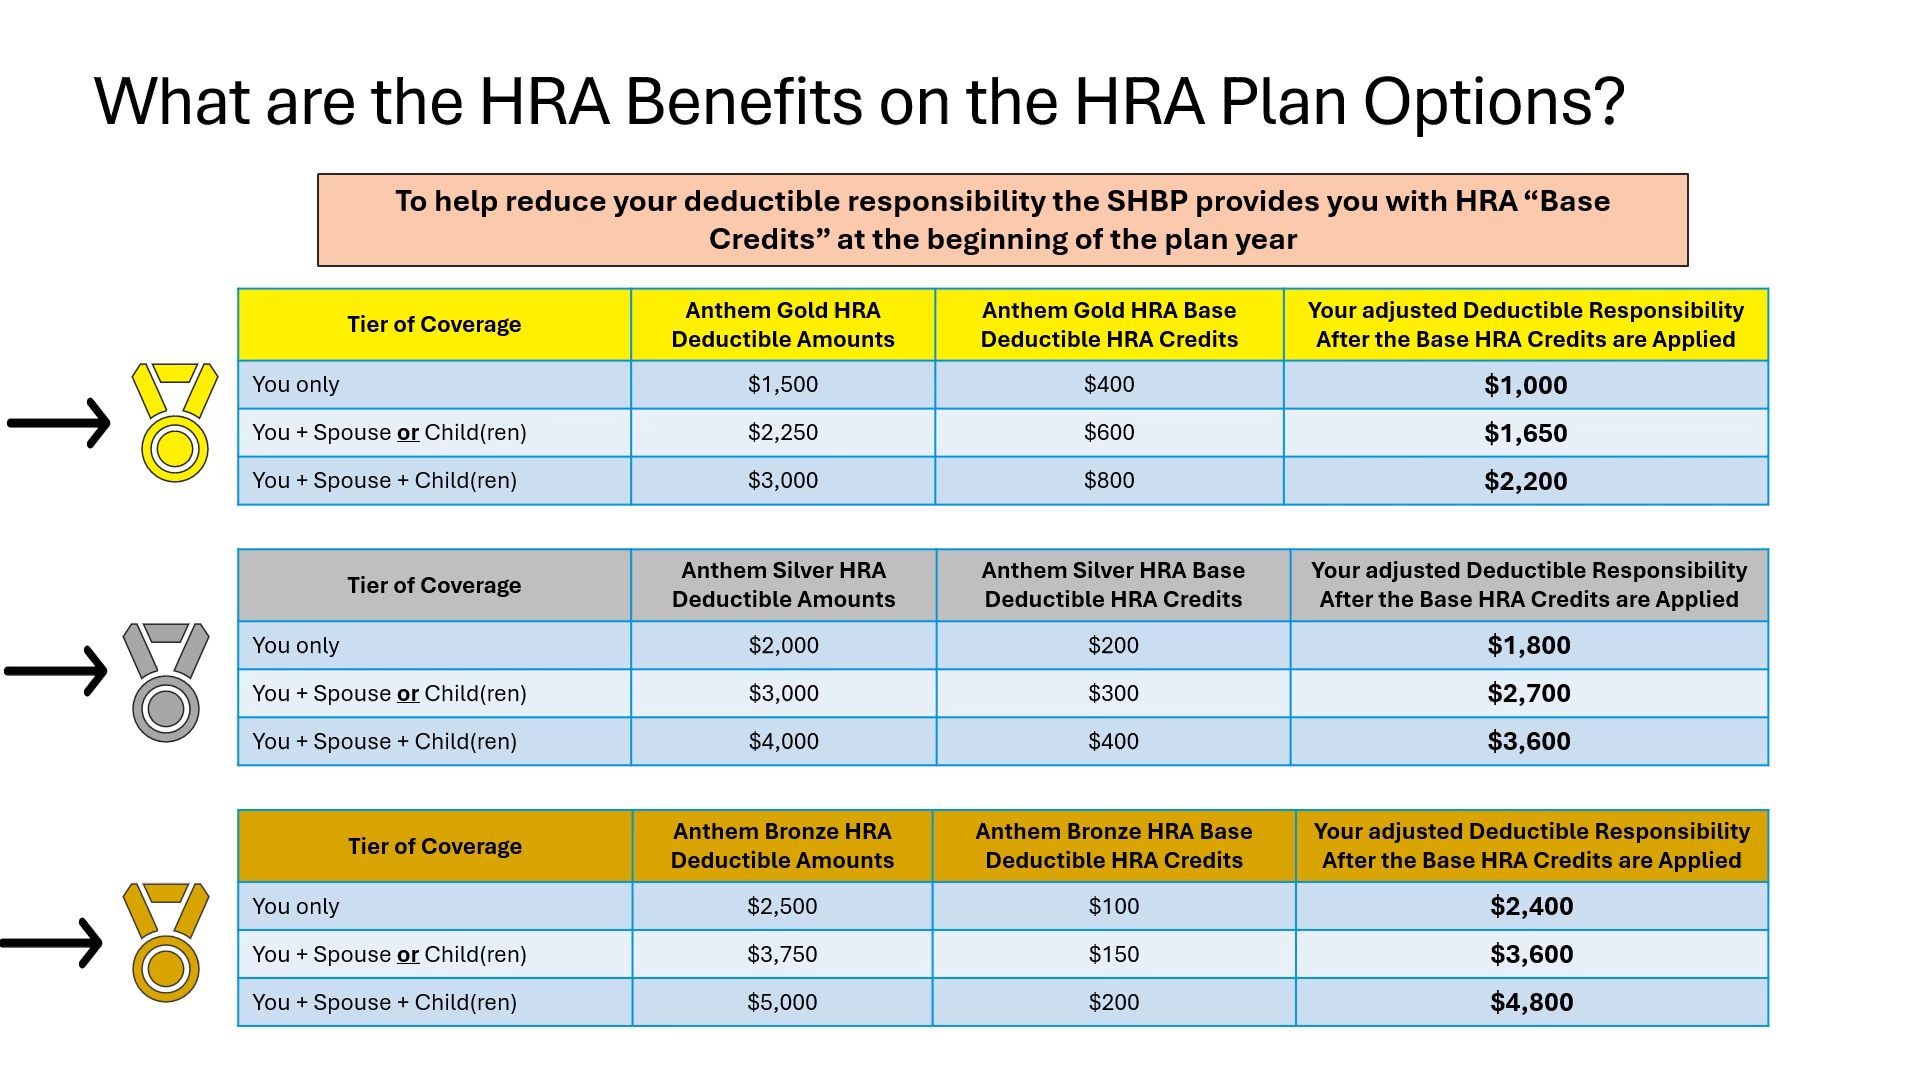 What are the HRA Benefits on the HRA Plan Options?
To help reduce your deductible responsibility the SHBP provides you with HRA “Base
Credits” at the beginning of the plan year
Tier of Coverage
Anthem Gold HRA
Deductible Amounts
Anthem Gold HRA Base
Deductible HRA Credits
Your adjusted Deductible Responsibility
After the Base HRA Credits are Applied
You only $1,500 $400 $1,000
You + Spouse or Child(ren) $2,250 $600 $1,650
You + Spouse + Child(ren) $3,000 $800 $2,200
Tier of Coverage
Anthem Silver HRA
Deductible Amounts
Anthem Silver HRA Base
Deductible HRA Credits
Your adjusted Deductible Responsibility
After the Base HRA Credits are Applied
You only $2,000 $200 $1,800
You + Spouse or Child(ren) $3,000 $300 $2,700
You + Spouse + Child(ren) $4,000 $400 $3,600
Tier of Coverage
Anthem Bronze HRA
Deductible Amounts
Anthem Bronze HRA Base
Deductible HRA Credits
Your adjusted Deductible Responsibility
After the Base HRA Credits are Applied
You only $2,500 $100 $2,400
You + Spouse or Child(ren) $3,750 $150 $3,600
You + Spouse + Child(ren) $5,000 $200 $4,800